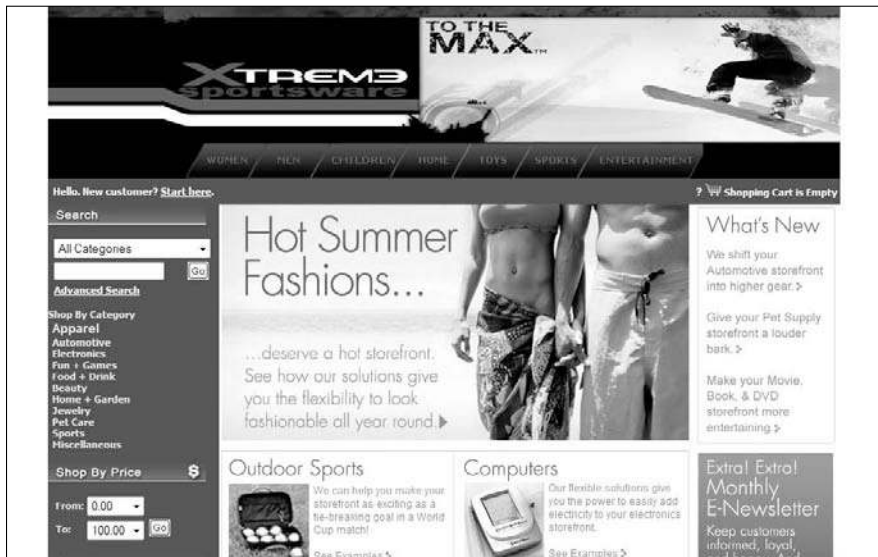 TO THE
MAX™
XTREME
sportsware
WOMEN / MEN / CHILDREN / HOME / TOYS / SPORTS / ENTERTAINMENT
Hello. New customer? Start here.
? Shopping Cart is Empty
Search
All Categories
Go
Advanced Search
Shop By Category
Apparel
Automotive
Electronics
Fun + Games
Food + Drink
Beauty
Home + Garden
Jewelry
Pet Care
Sports
Miscellaneous
Shop By Price $
From: 0.00
To: 100.00 Go
Hot Summer
Fashions...
...deserve a hot storefront.
See how our solutions give
you the flexibility to look
fashionable all year round.
Outdoor Sports
We can help you make your
storefront as exciting as a
tie-breaking goal in a World
Cup match!
See Examples >
Computers
Our flexible solutions give
you the power to easily add
electricity to your electronics
storefront.
See Examples >
What's New
We shift your
Automotive storefront
into higher gear. >
Give your Pet Supply
storefront a louder
bark. >
Make your Movie,
Book, & DVD
storefront more
entertaining. >
Extra! Extra!
Monthly
E-Newsletter
Keep customers
informed, loyal,